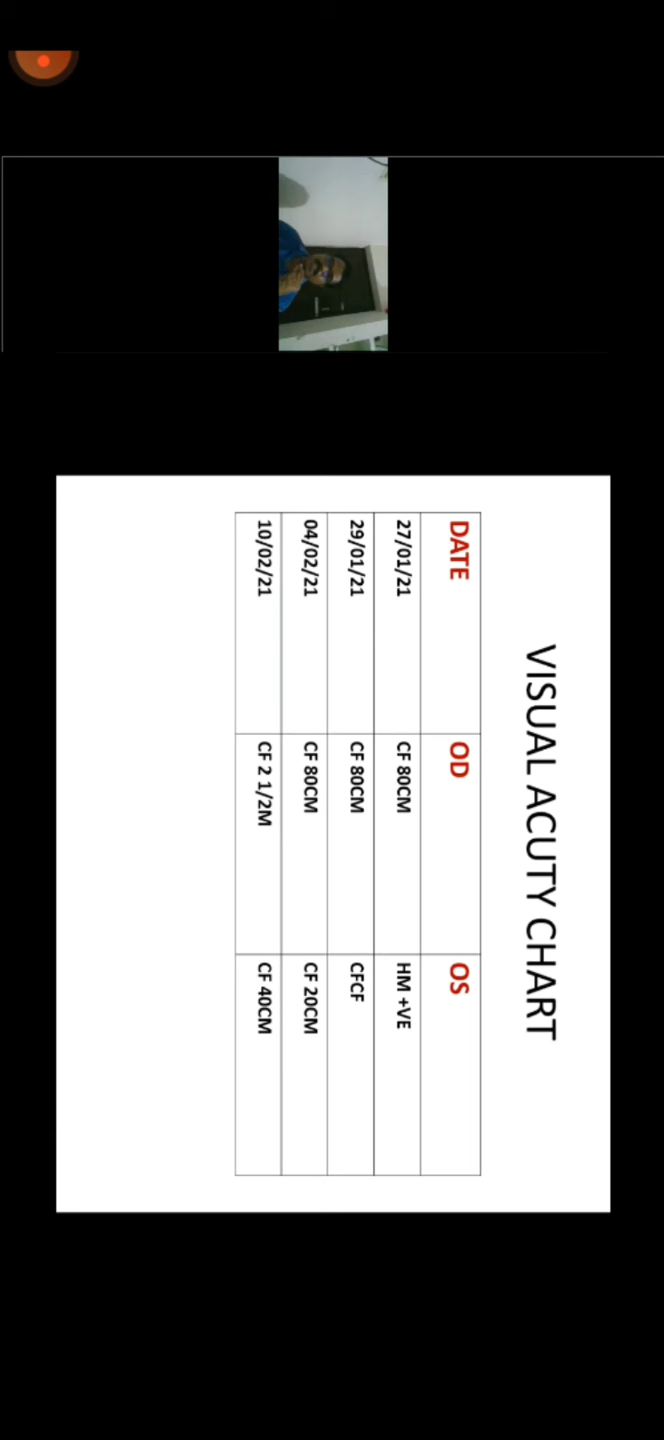 VISUAL ACUTY CHART
DATE OD OS
27/01/21 CF 80CM HM +VE
29/01/21 CF 80CM CFCF
04/02/21 CF 80CM CF 20CM
10/02/21 CF 2 1/2M CF 40CM